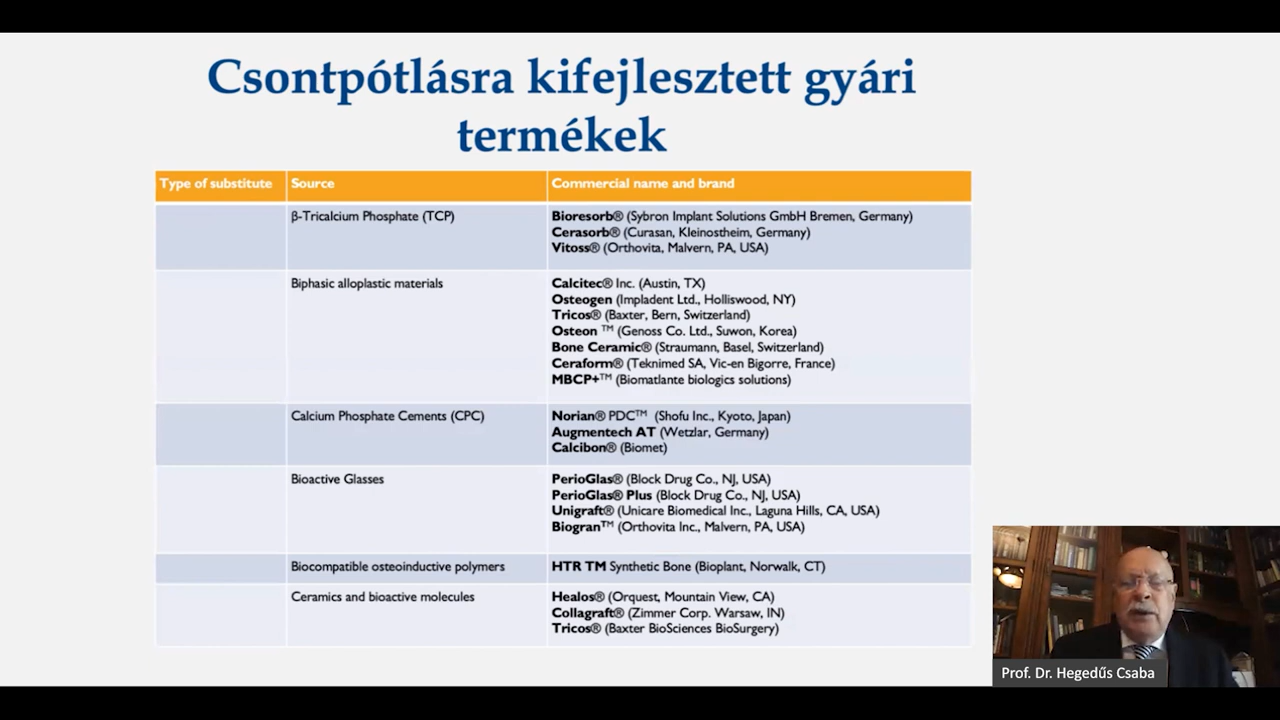 Csontpótlásra kifejlesztett gyári
termékek
Type of substitute Source Commercial name and brand
β-Tricalcium Phosphate (TCP) Bioresorb® (Sybron Implant Solutions GmbH Bremen, Germany)
Cerasorb® (Curasan, Kleinostheim, Germany)
Vitoss® (Orthovita, Malvern, PA, USA)
Biphasic alloplastic materials Calcitec® Inc. (Austin, TX)
Osteogen (Impladent Ltd., Holliswood, NY)
Tricos® (Baxter, Bern, Switzerland)
Osteon ™ (Genoss Co. Ltd., Suwon, Korea)
Bone Ceramic® (Straumann, Basel, Switzerland)
Ceraform® (Teknimed SA, Vic-en Bigorre, France)
MBCP+™ (Biomatlante biologics solutions)
Calcium Phosphate Cements (CPC) Norian® PDC™ (Shofu Inc., Kyoto, Japan)
Augmentech AT (Wetzlar, Germany)
Calcibon® (Biomet)
Bioactive Glasses PerioGlas® (Block Drug Co., NJ, USA)
PerioGlas® Plus (Block Drug Co., NJ, USA)
Unigraft® (Unicare Biomedical Inc., Laguna Hills, CA, USA)
Biogran™ (Orthovita Inc., Malvern, PA, USA)
Biocompatible osteoinductive polymers HTR TM Synthetic Bone (Bioplant, Norwalk, CT)
Ceramics and bioactive molecules Healos® (Orquest, Mountain View, CA)
Collagraft® (Zimmer Corp. Warsaw, IN)
Tricos® (Baxter BioSciences BioSurgery)
Prof. Dr. Hegedűs Csaba